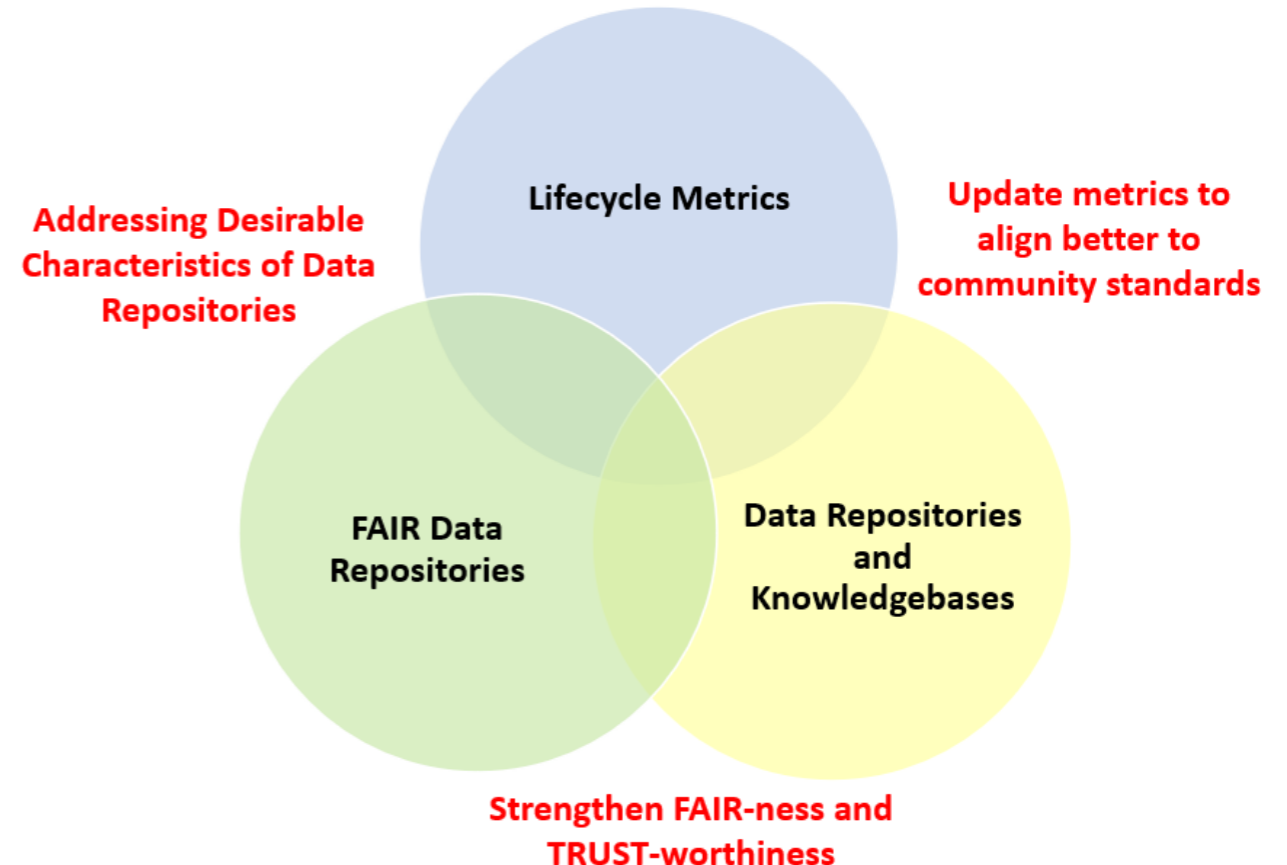 Lifecycle Metrics
Addressing Desirable
Characteristics of Data
Repositories
Update metrics to
align better to
community standards
FAIR Data
Repositories
Data Repositories
and
Knowledgebases
Strengthen FAIR-ness and
TRUST-worthiness